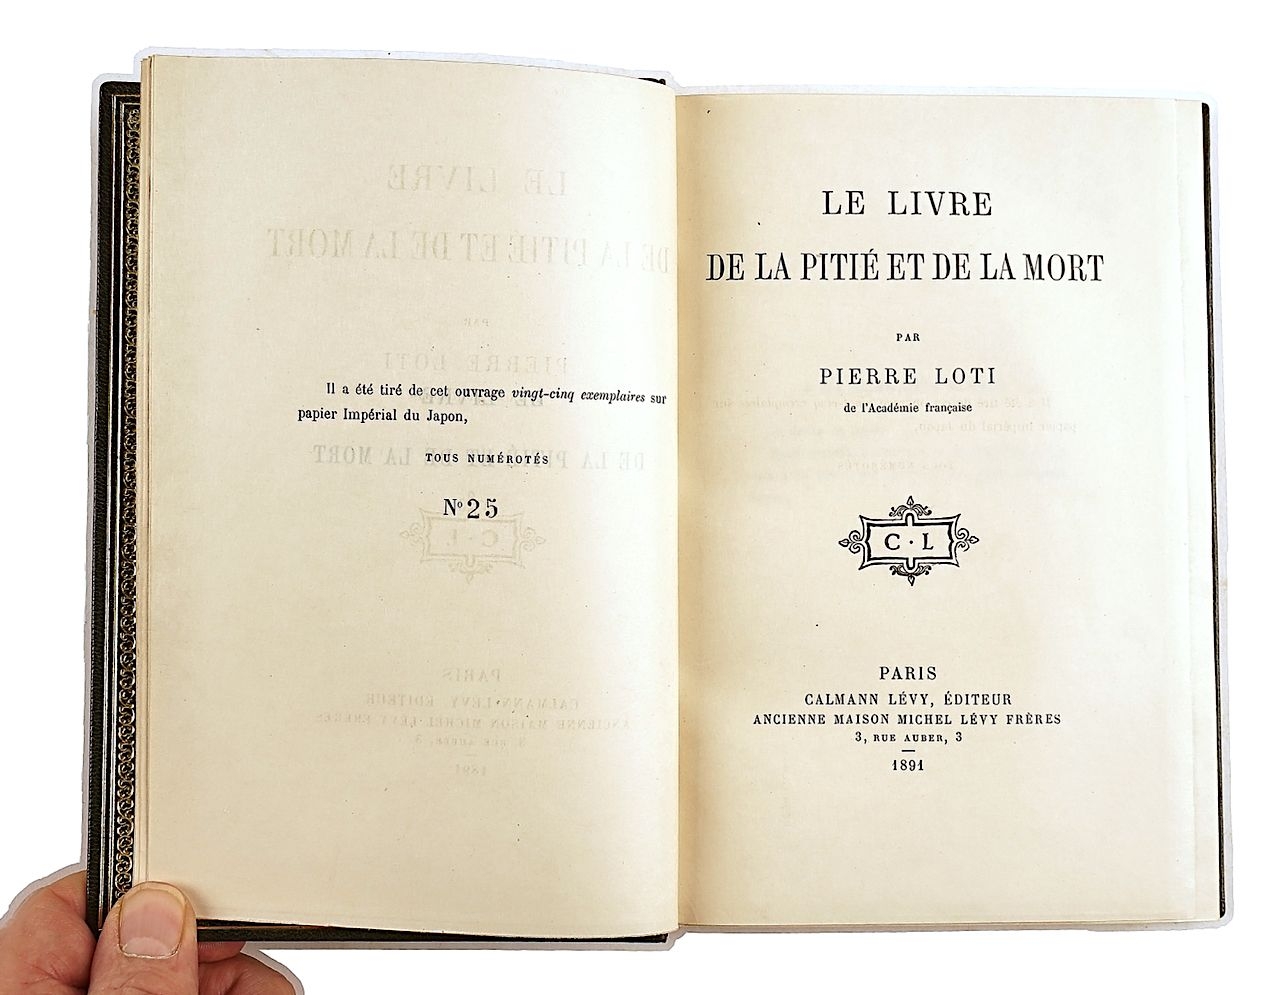 Il a été tiré de cet ouvrage vingt-cinq exemplaires sur
papier Impérial du Japon,
TOUS NUMÉROTÉS
Nº 25
LE LIVRE
DE LA PITIÉ ET DE LA MORT
PAR
PIERRE LOTI
de l'Académie française
C · L
PARIS
CALMANN LÉVY, ÉDITEUR
ANCIENNE MAISON MICHEL LÉVY FRÈRES
3, RUE AUBER, 3
1891